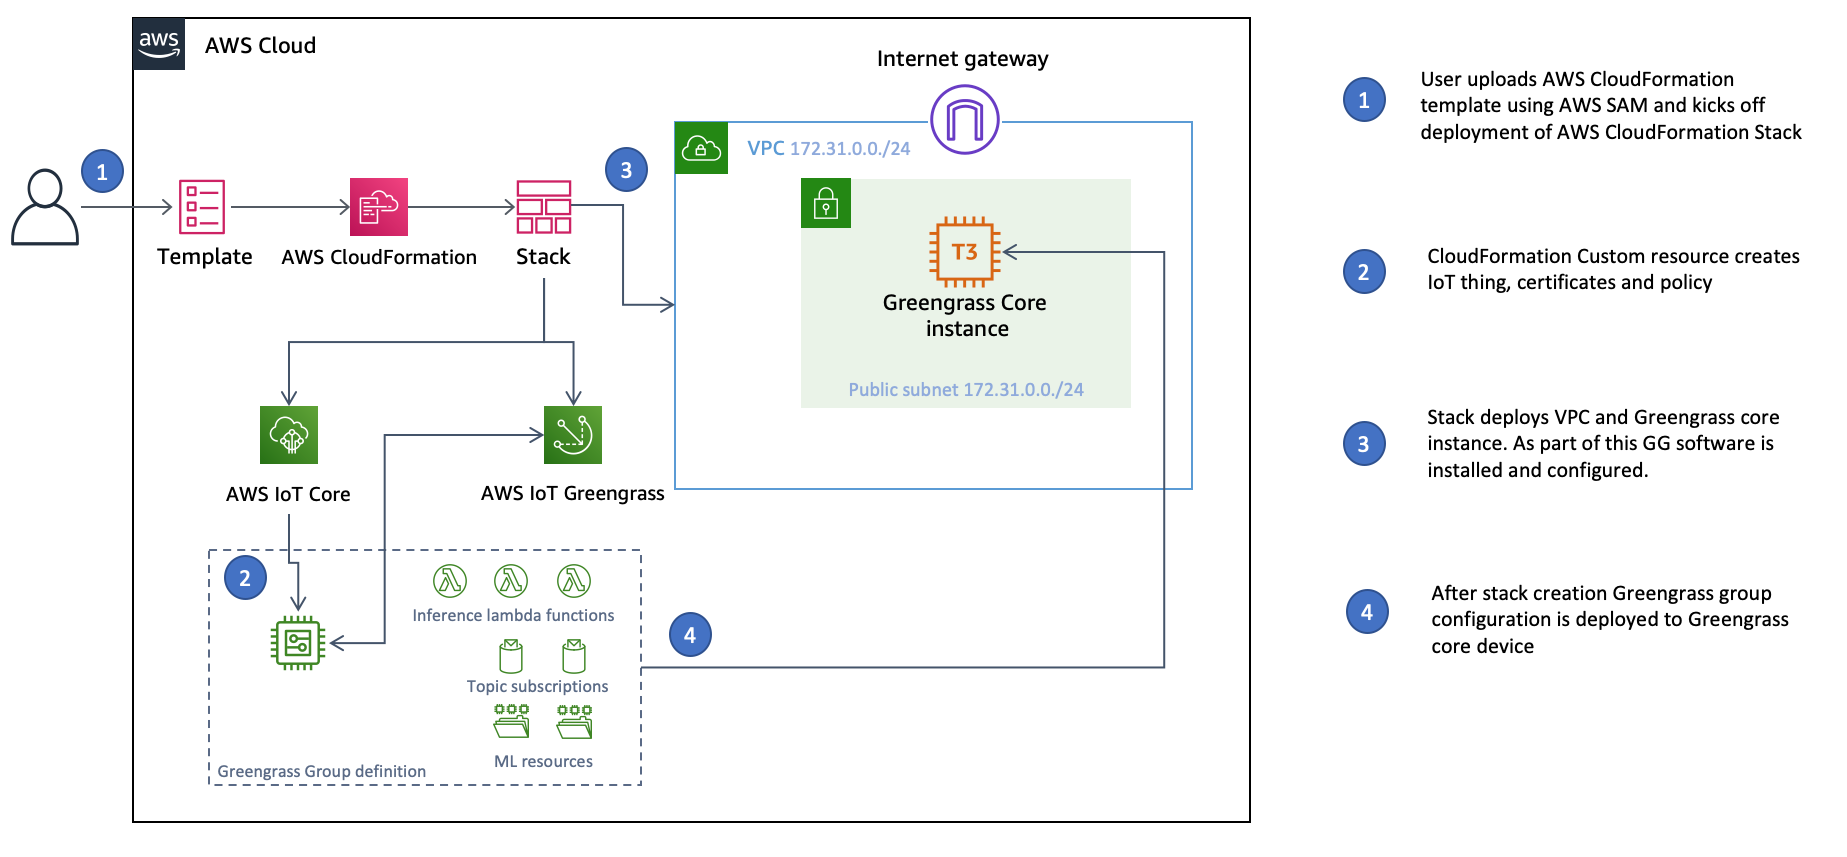 aws
AWS Cloud
Internet gateway
1
3
VPC 172.31.0.0./24
Template
AWS CloudFormation
Stack
T3
Greengrass Core
instance
Public subnet 172.31.0.0./24
AWS IoT Core
AWS IoT Greengrass
2
Inference lambda functions
4
Topic subscriptions
ML resources
Greengrass Group definition
1
User uploads AWS CloudFormation
template using AWS SAM and kicks off
deployment of AWS CloudFormation Stack
2
CloudFormation Custom resource creates
IoT thing, certificates and policy
3
Stack deploys VPC and Greengrass core
instance. As part of this GG software is
installed and configured.
4
After stack creation Greengrass group
configuration is deployed to Greengrass
core device